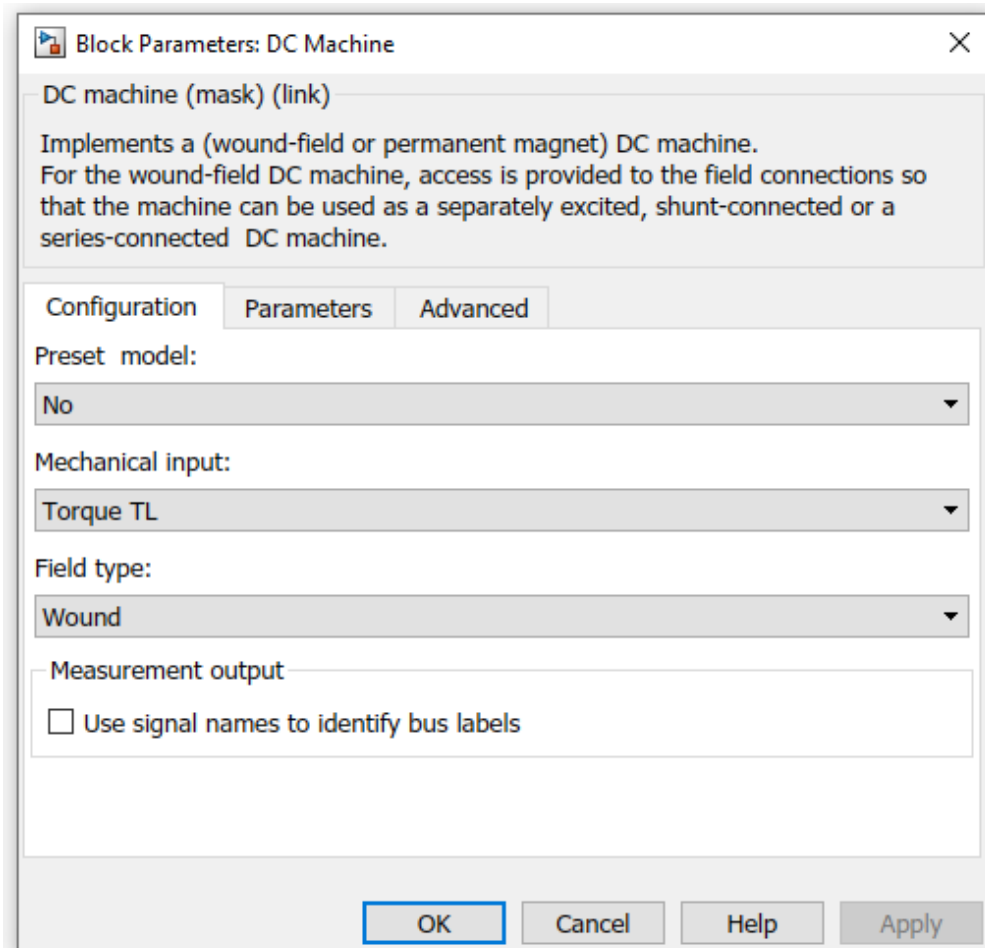 Block Parameters: DC Machine
DC machine (mask) (link)
Implements a (wound-field or permanent magnet) DC machine.
For the wound-field DC machine, access is provided to the field connections so
that the machine can be used as a separately excited, shunt-connected or a
series-connected DC machine.
Configuration Parameters Advanced
Preset model:
No
Mechanical input:
Torque TL
Field type:
Wound
Measurement output
Use signal names to identify bus labels
OK Cancel Help Apply